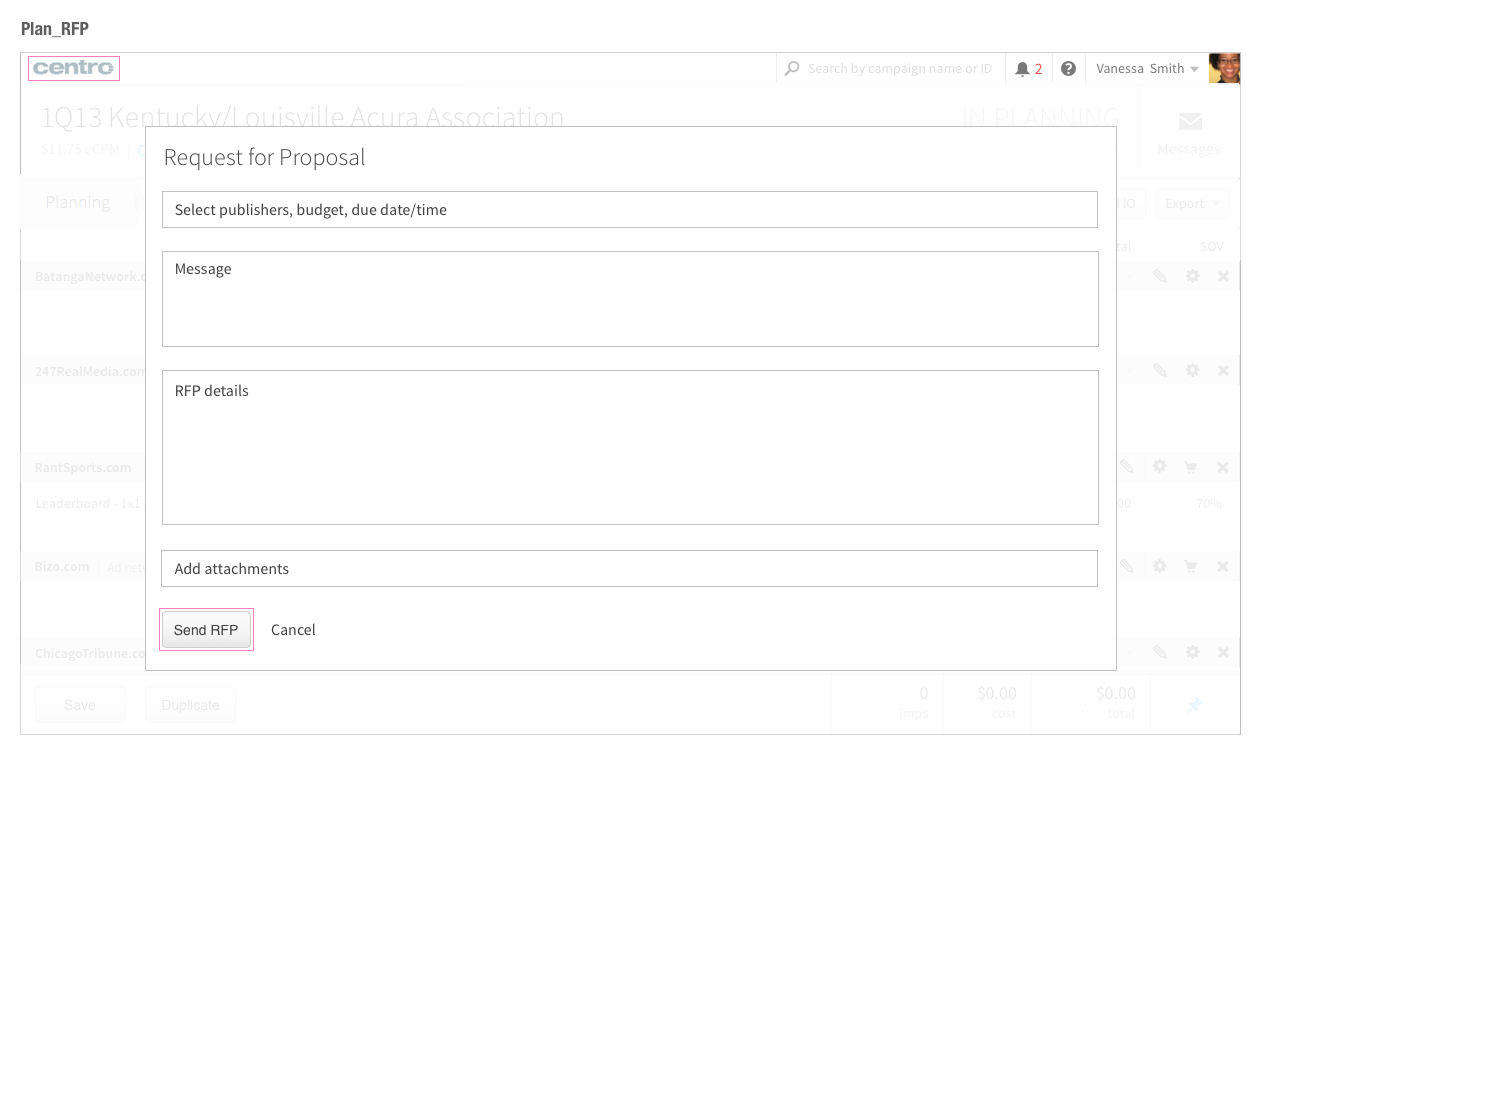 Plan_RFP
centro
Search by campaign name or ID
2
Vanessa Smith
1Q13 Kentucky/Louisville Acura Association
IN PLANNING
$11.75 eCPM
Messages
Request for Proposal
Planning
Select publishers, budget, due date/time
IO
Export
SOV
Message
BatangaNetwork.c
247RealMedia.com
RFP details
RantSports.com
Leaderboard - 1x1
00
70%
Bizo.com
Ad net
Add attachments
Send RFP
Cancel
ChicagoTribune.co
Save
Duplicate
0
imps
$0.00
cost
$0.00
total